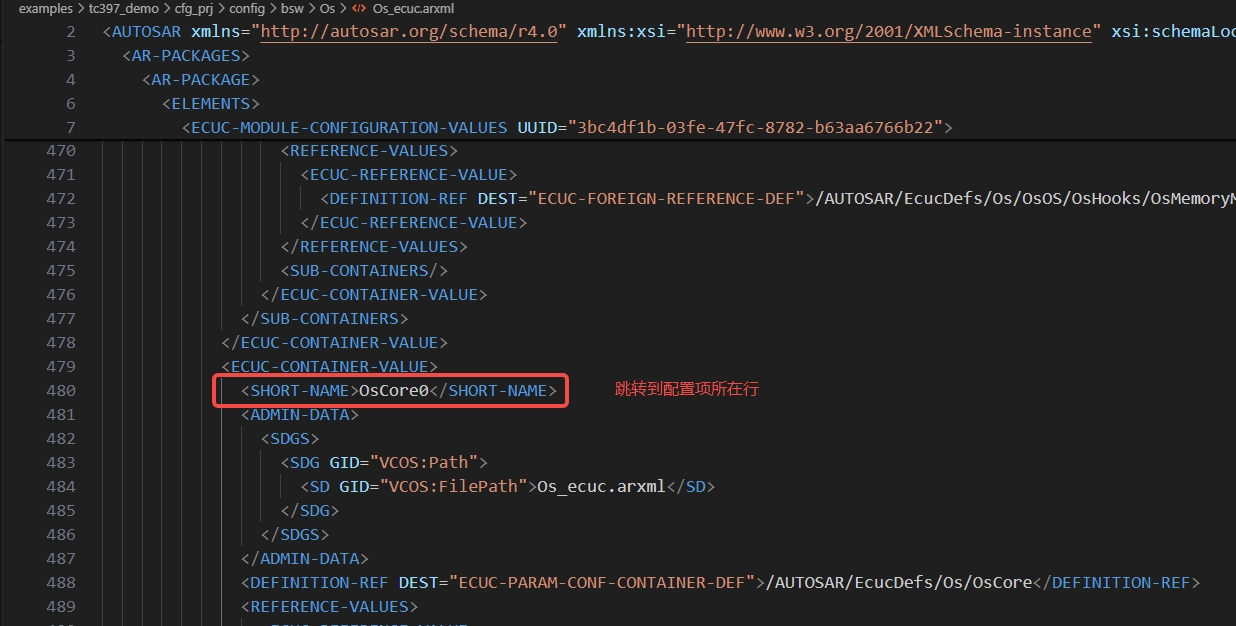 examples > tc397_demo > cfg_prj > config > bsw > Os > Os_ecuc.arxml
2 <AUTOSAR xmlns="http://autosar.org/schema/r4.0" xmlns:xsi="http://www.w3.org/2001/XMLSchema-instance" xsi:schemaLoc
3 <AR-PACKAGES>
4 <AR-PACKAGE>
6 <ELEMENTS>
7 <ECUC-MODULE-CONFIGURATION-VALUES UUID="3bc4df1b-03fe-47fc-8782-b63aa6766b22">
470 <REFERENCE-VALUES>
471 <ECUC-REFERENCE-VALUE>
472 <DEFINITION-REF DEST="ECUC-FOREIGN-REFERENCE-DEF">/AUTOSAR/EcucDefs/Os/OsOS/OsHooks/OsMemoryM
473 </ECUC-REFERENCE-VALUE>
474 </REFERENCE-VALUES>
475 <SUB-CONTAINERS/>
476 </ECUC-CONTAINER-VALUE>
477 </SUB-CONTAINERS>
478 </ECUC-CONTAINER-VALUE>
479 <ECUC-CONTAINER-VALUE>
480 <SHORT-NAME>OsCore0</SHORT-NAME> 跳转到配置项所在行
481 <ADMIN-DATA>
482 <SDGS>
483 <SDG GID="VCOS:Path">
484 <SD GID="VCOS:FilePath">Os_ecuc.arxml</SD>
485 </SDG>
486 </SDGS>
487 </ADMIN-DATA>
488 <DEFINITION-REF DEST="ECUC-PARAM-CONF-CONTAINER-DEF">/AUTOSAR/EcucDefs/Os/OsCore</DEFINITION-REF>
489 <REFERENCE-VALUES>